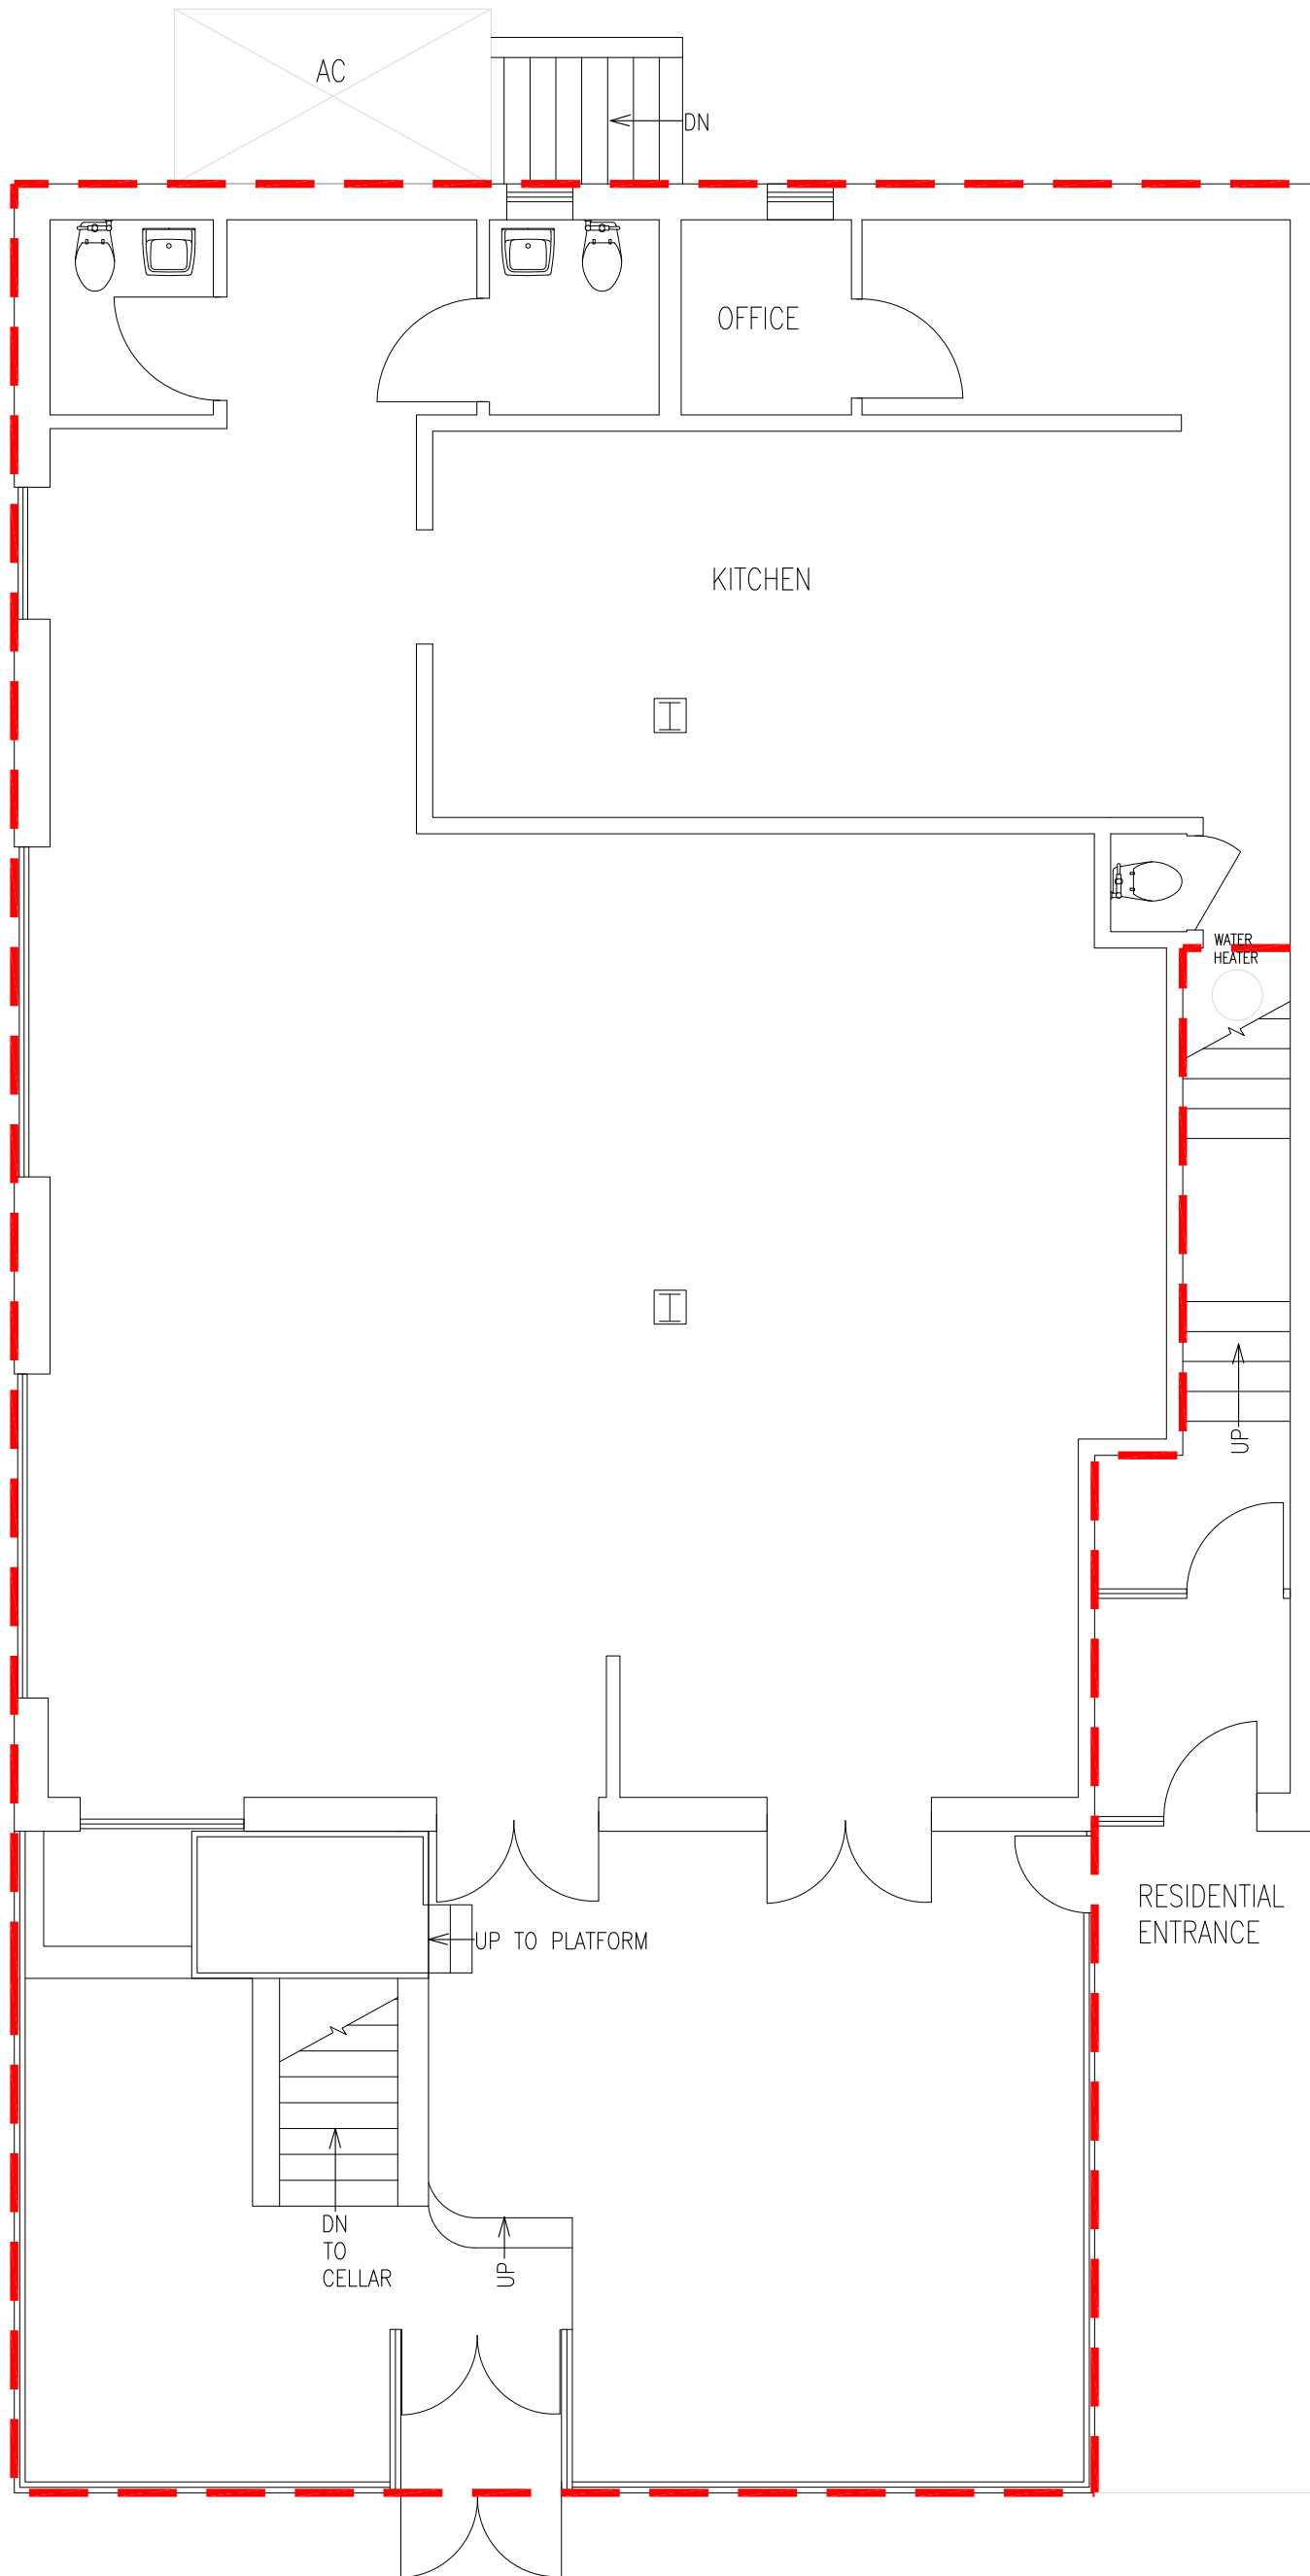 AC
DN
OFFICE
KITCHEN
WATER
HEATER
UP
RESIDENTIAL
ENTRANCE
UP TO PLATFORM
DN
TO
CELLAR
UP